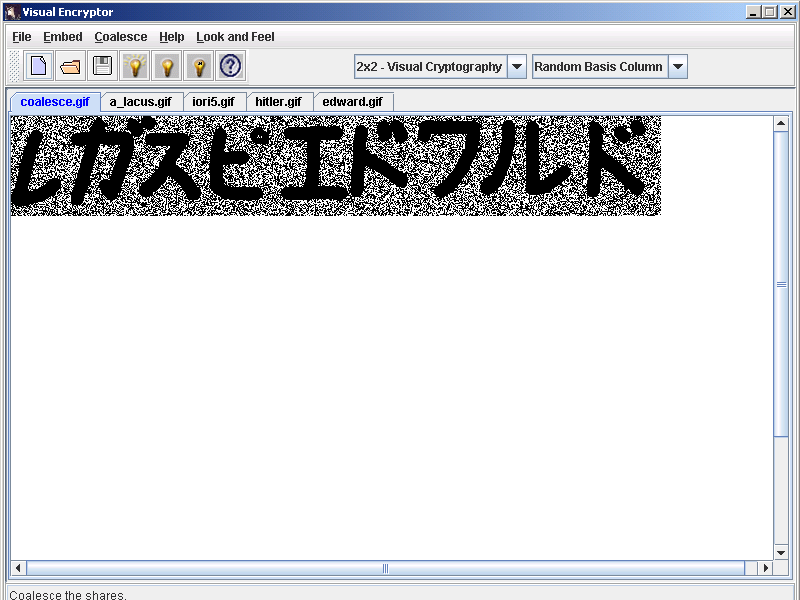 Visual Encryptor
File Embed Coalesce Help Look and Feel
2x2 - Visual Cryptography Random Basis Column
coalesce.gif a_lacus.gif iori5.gif hitler.gif edward.gif
レガスピエドワルド
Coalesce the shares.